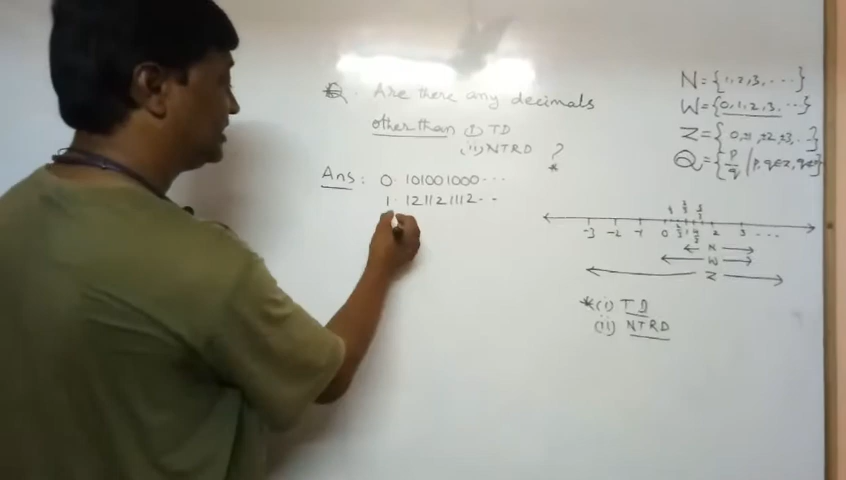 Q. Are there any decimals
other than (i) TD
(ii) NTRD ?
*
Ans: 0.101001000...
1.121121112..
N={1,2,3,...}
W={0,1,2,3,...}
Z={0,±1,±2,±3,...}
Q={p/q | p,q∈z, q≠
-3 -2 -1 0 1 2 3 ...
N
W
Z
*(i) TD
(ii) NTRD